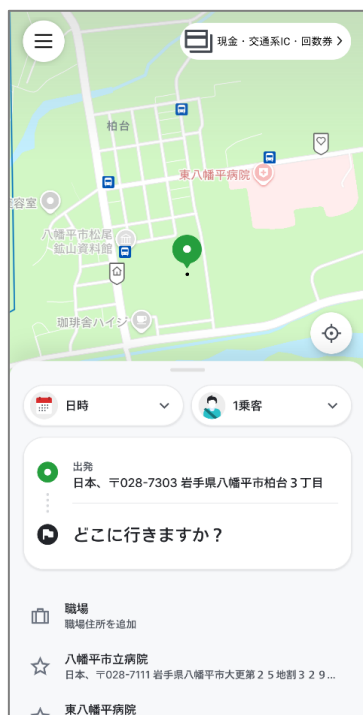 現金・交通系IC・回数券
柏台
東八幡平病院
容室
八幡平市松尾
鉱山資料館
珈琲舎ハイジ
日時
1乗客
出発
日本、〒028-7303 岩手県八幡平市柏台３丁目
どこに行きますか？
職場
職場住所を追加
八幡平市立病院
日本、〒028-7111 岩手県八幡平市大更第２５地割３２９...
東八幡平病院